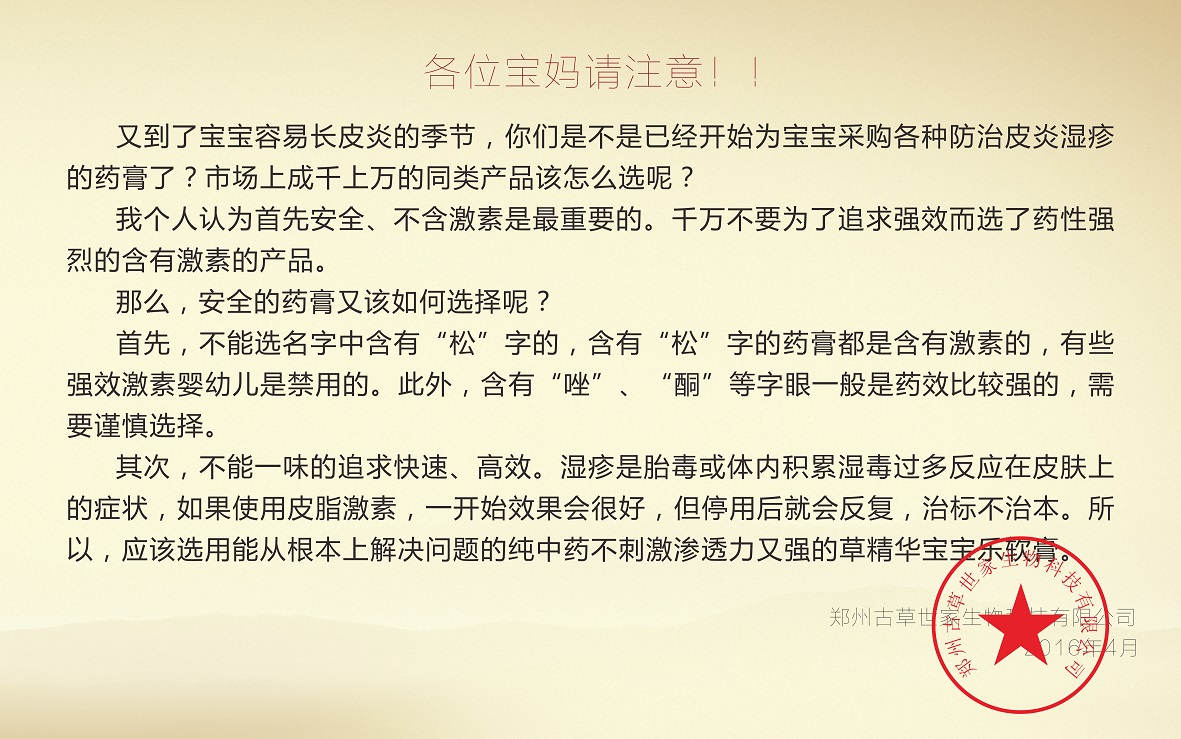 各位宝妈请注意！！
又到了宝宝容易长皮炎的季节，你们是不是已经开始为宝宝采购各种防治皮炎湿疹
的药膏了？市场上成千上万的同类产品该怎么选呢？
我个人认为首先安全、不含激素是最重要的。千万不要为了追求强效而选了药性强
烈的含有激素的产品。
那么，安全的药膏又该如何选择呢？
首先，不能选名字中含有“松”字的，含有“松”字的药膏都是含有激素的，有些
强效激素婴幼儿是禁用的。此外，含有“唑”、“酮”等字眼一般是药效比较强的，需
要谨慎选择。
其次，不能一味的追求快速、高效。湿疹是胎毒或体内积累湿毒过多反应在皮肤上
的症状，如果使用皮脂激素，一开始效果会很好，但停用后就会反复，治标不治本。所
以，应该选用能从根本上解决问题的纯中药不刺激渗透力又强的草精华宝宝乐软膏。
郑州古草世家生物科技有限公司
2016年4月
郑州古草世家生物科技有限公司